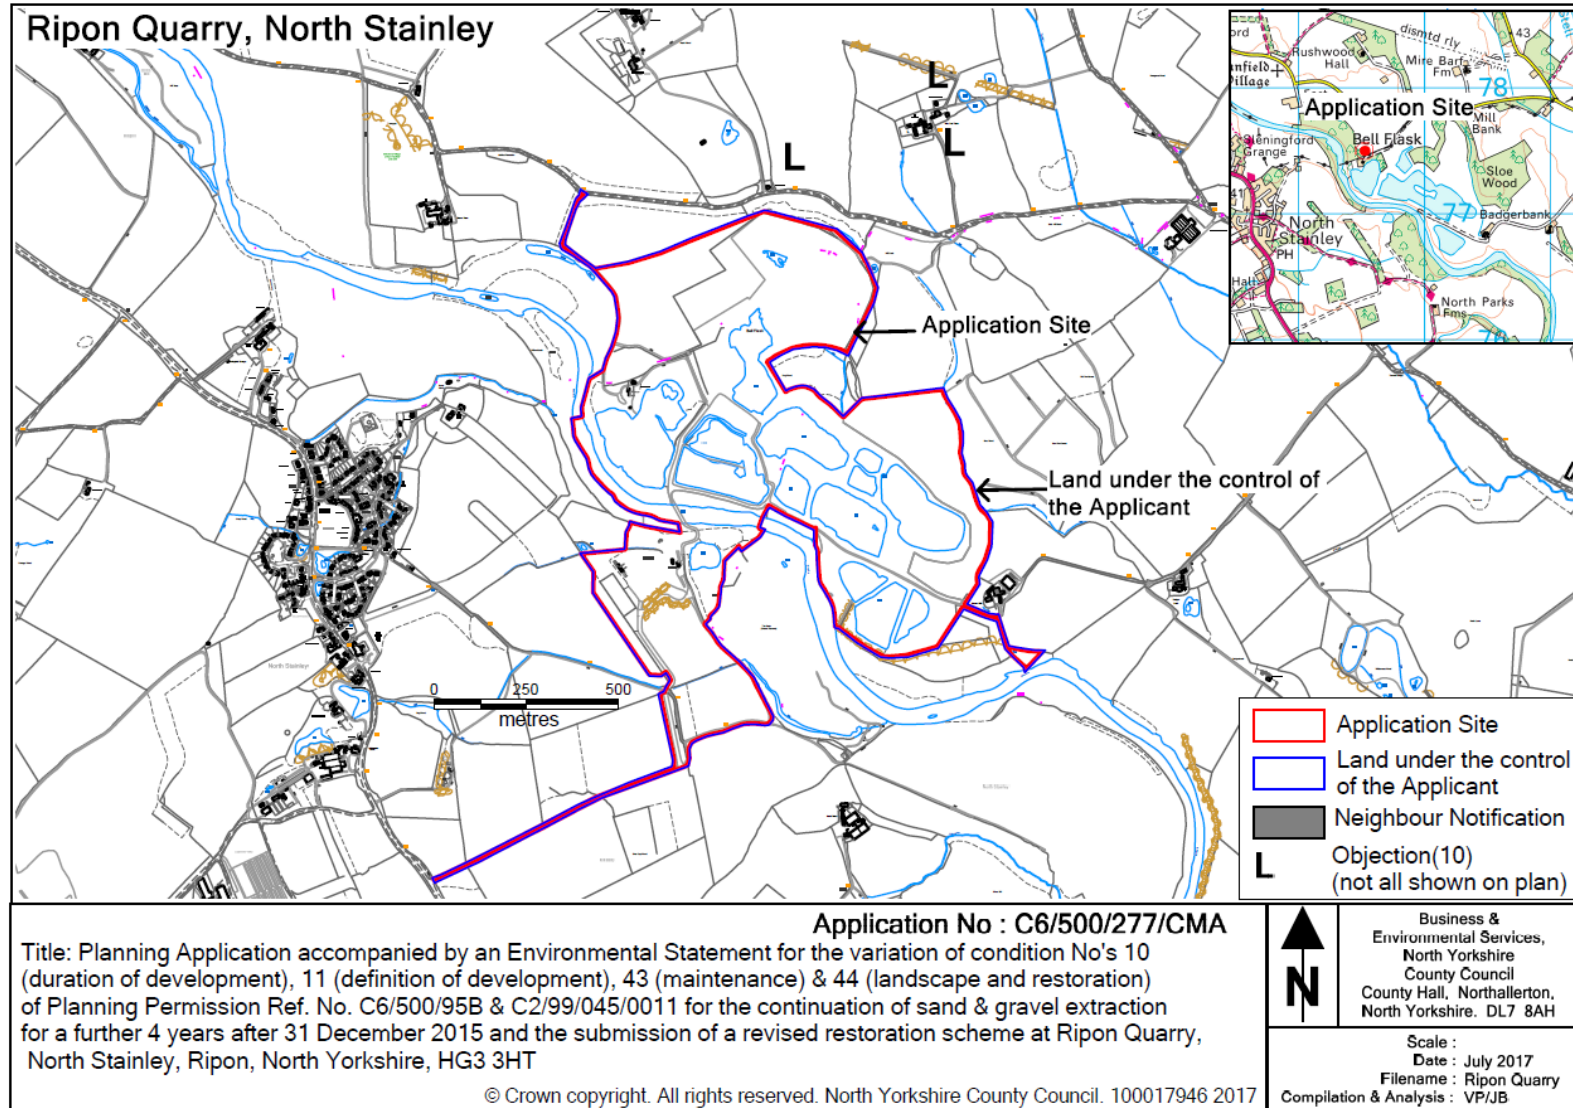 Ripon Quarry, North Stainley
dismtd rly
43
Rushwood
Hall
Mire Barf
Fm
78
Application Site
Mill
Bank
Bell Flask
Sleningford
Grange
Sloe
Wood
41
77
Badgerbank
North
Stainley
PH
Hall
North Parks
Fms
L
L
L
Application Site
Land under the control of
the Applicant
North Stainley
0 250 500
metres
North Stainley
Application Site
Land under the control
of the Applicant
Neighbour Notification
L Objection(10)
(not all shown on plan)
Application No : C6/500/277/CMA
Title: Planning Application accompanied by an Environmental Statement for the variation of condition No's 10
(duration of development), 11 (definition of development), 43 (maintenance) & 44 (landscape and restoration)
of Planning Permission Ref. No. C6/500/95B & C2/99/045/0011 for the continuation of sand & gravel extraction
for a further 4 years after 31 December 2015 and the submission of a revised restoration scheme at Ripon Quarry,
North Stainley, Ripon, North Yorkshire, HG3 3HT
© Crown copyright. All rights reserved. North Yorkshire County Council. 100017946 2017
N
Business &
Environmental Services,
North Yorkshire
County Council
County Hall, Northallerton,
North Yorkshire. DL7 8AH
Scale :
Date : July 2017
Filename : Ripon Quarry
Compilation & Analysis : VP/JB